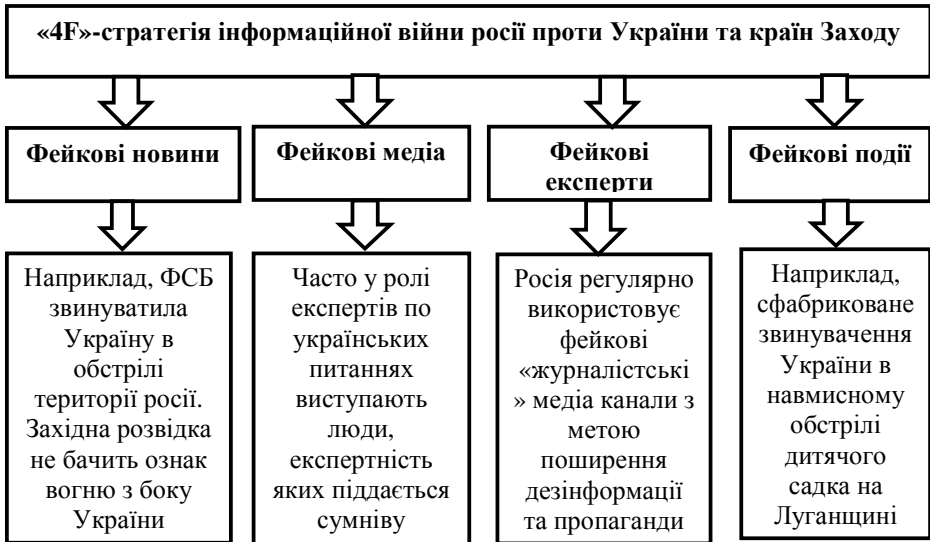 «4F»-стратегія інформаційної війни росії проти України та країн Заходу
Фейкові новини
Фейкові медіа
Фейкові
експерти
Фейкові події
Наприклад, ФСБ
звинуватила
Україну в
обстрілі
території росії.
Західна розвідка
не бачить ознак
вогню з боку
України
Часто у ролі
експертів по
українських
питаннях
виступають
люди,
експертність
яких піддається
сумніву
Росія регулярно
використовує
фейкові
«журналістські
» медіа канали з
метою
поширення
дезінформації
та пропаганди
Наприклад,
сфабриковане
звинувачення
України в
навмисному
обстрілі
дитячого
садка на
Луганщині